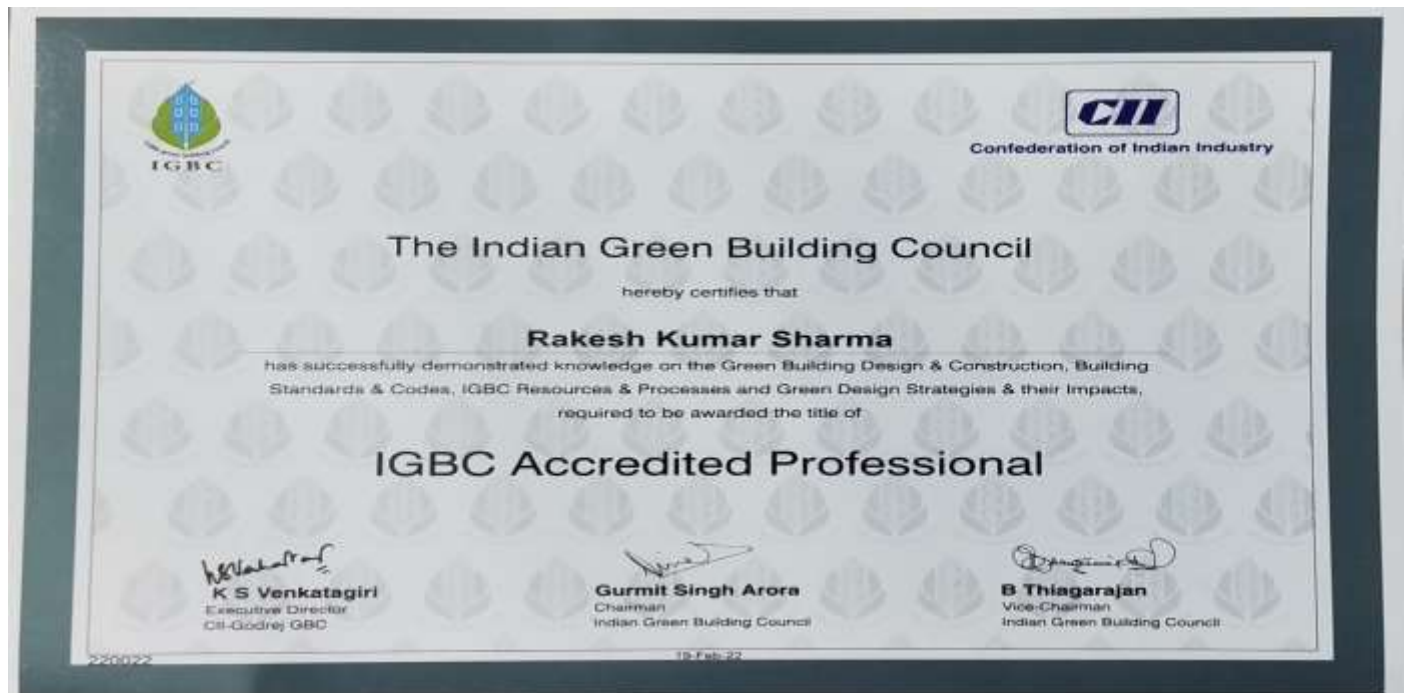 IGBC
CII
Confederation of Indian Industry
The Indian Green Building Council
hereby certifies that
Rakesh Kumar Sharma
has successfully demonstrated knowledge on the Green Building Design & Construction, Building
Standards & Codes, IGBC Resources & Processes and Green Design Strategies & their Impacts,
required to be awarded the title of
IGBC Accredited Professional
K S Venkatagiri
Executive Director
CII-Godrej GBC
Gurmit Singh Arora
Chairman
Indian Green Building Council
B Thiagarajan
Vice-Chairman
Indian Green Building Council
220022
19-Feb-22